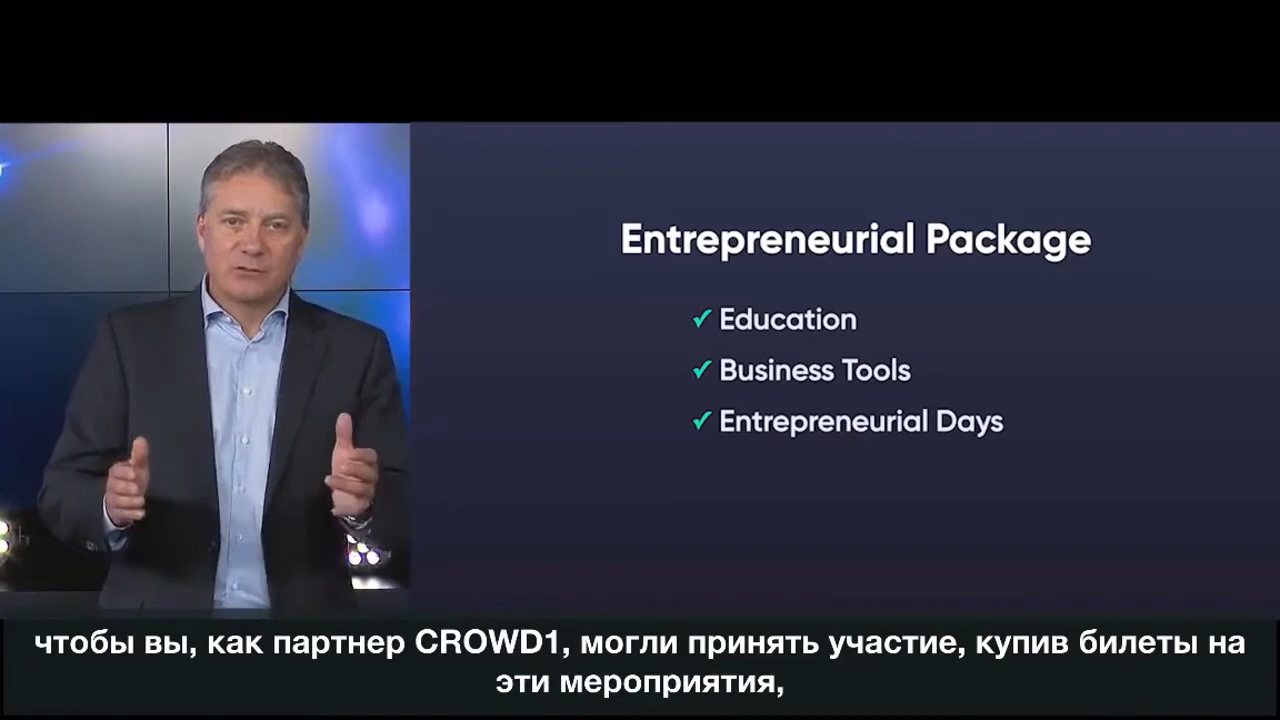 Entrepreneurial Package
✓ Education
✓ Business Tools
✓ Entrepreneurial Days
чтобы вы, как партнер CROWD1, могли принять участие, купив билеты на
эти мероприятия,